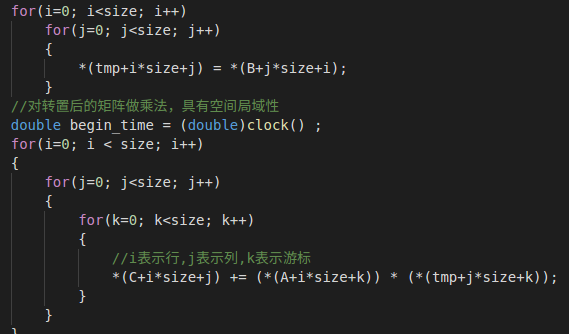 for(i=0; i<size; i++)
    for(j=0; j<size; j++)
    {
        *(tmp+i*size+j) = *(B+j*size+i);
    }
//对转置后的矩阵做乘法，具有空间局域性
double begin_time = (double)clock() ;
for(i=0; i < size; i++)
{
    for(j=0; j<size; j++)
    {
        for(k=0; k<size; k++)
        {
            //i表示行,j表示列,k表示游标
            *(C+i*size+j) += (*(A+i*size+k)) * (*(tmp+j*size+k));
        }
    }
}